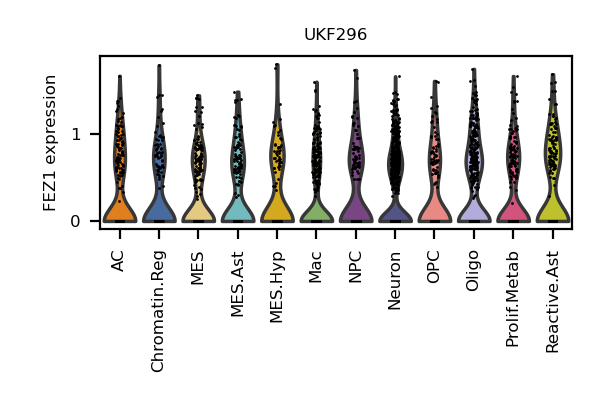 UKF296
FEZ1 expression
1
0
AC
Chromatin.Reg
MES
MES.Ast
MES.Hyp
Mac
NPC
Neuron
OPC
Oligo
Prolif.Metab
Reactive.Ast